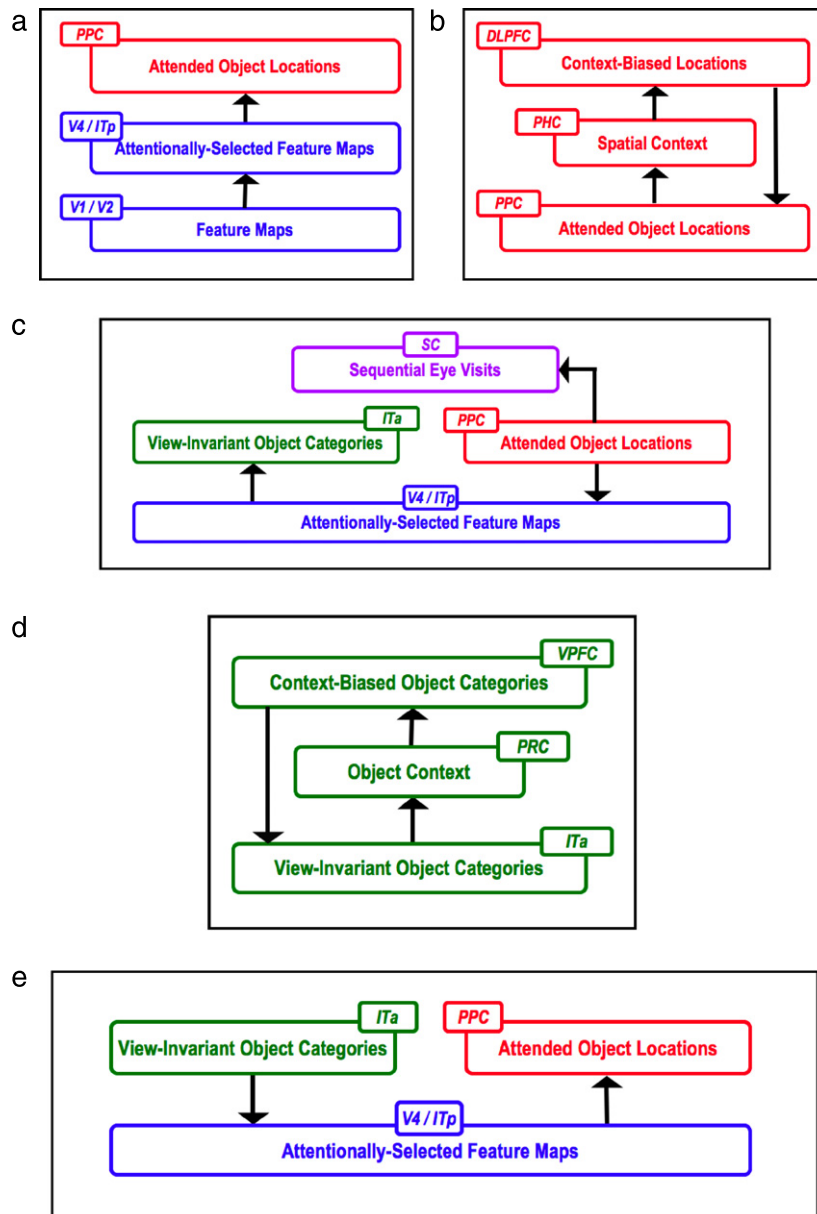 a
PPC
Attended Object Locations
V4 / ITp
Attentionally-Selected Feature Maps
V1 / V2
Feature Maps
b
DLPFC
Context-Biased Locations
PHC
Spatial Context
PPC
Attended Object Locations
c
SC
Sequential Eye Visits
ITa
View-Invariant Object Categories
PPC
Attended Object Locations
V4 / ITp
Attentionally-Selected Feature Maps
d
VPFC
Context-Biased Object Categories
PRC
Object Context
ITa
View-Invariant Object Categories
e
ITa
View-Invariant Object Categories
PPC
Attended Object Locations
V4 / ITp
Attentionally-Selected Feature Maps